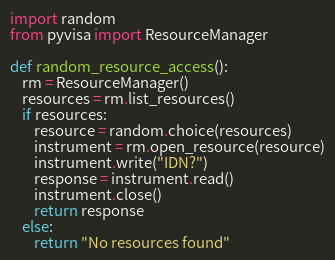 import random
from pyvisa import ResourceManager

def random_resource_access():
    rm = ResourceManager()
    resources = rm.list_resources()
    if resources:
        resource = random.choice(resources)
        instrument = rm.open_resource(resource)
        instrument.write("IDN?")
        response = instrument.read()
        instrument.close()
        return response
    else:
        return "No resources found"